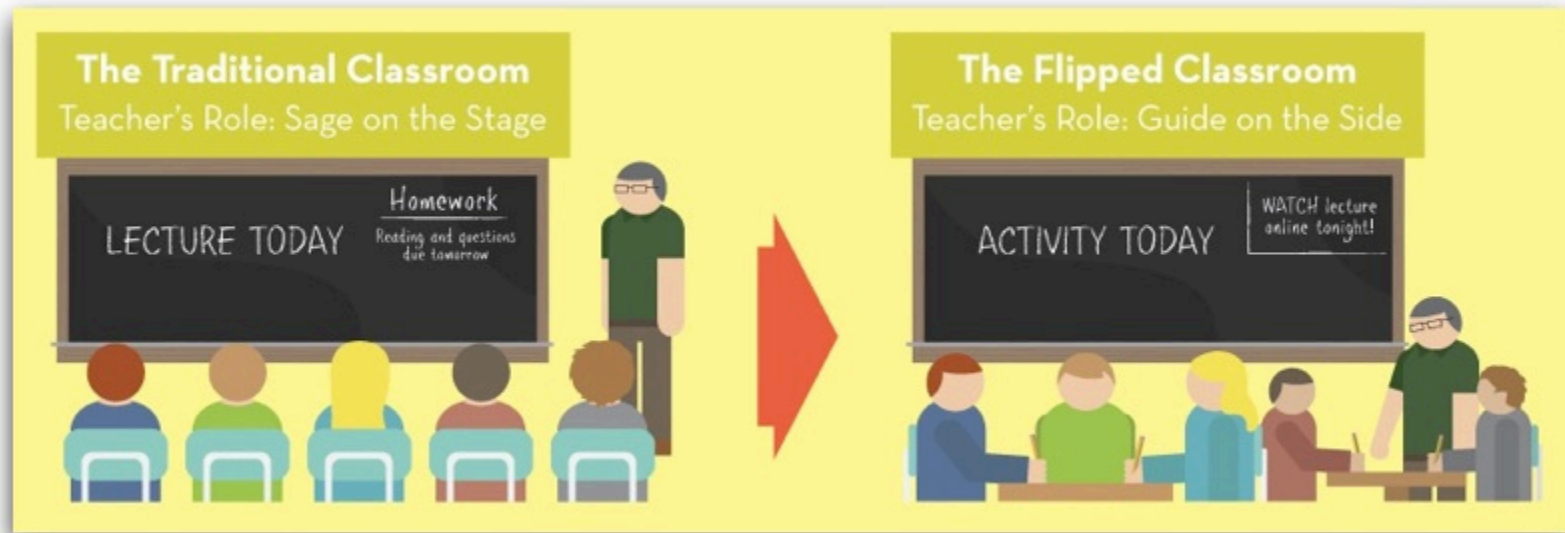 The Traditional Classroom
Teacher's Role: Sage on the Stage
LECTURE TODAY
Homework
Reading and questions
due tomorrow
The Flipped Classroom
Teacher's Role: Guide on the Side
ACTIVITY TODAY
WATCH lecture
online tonight!